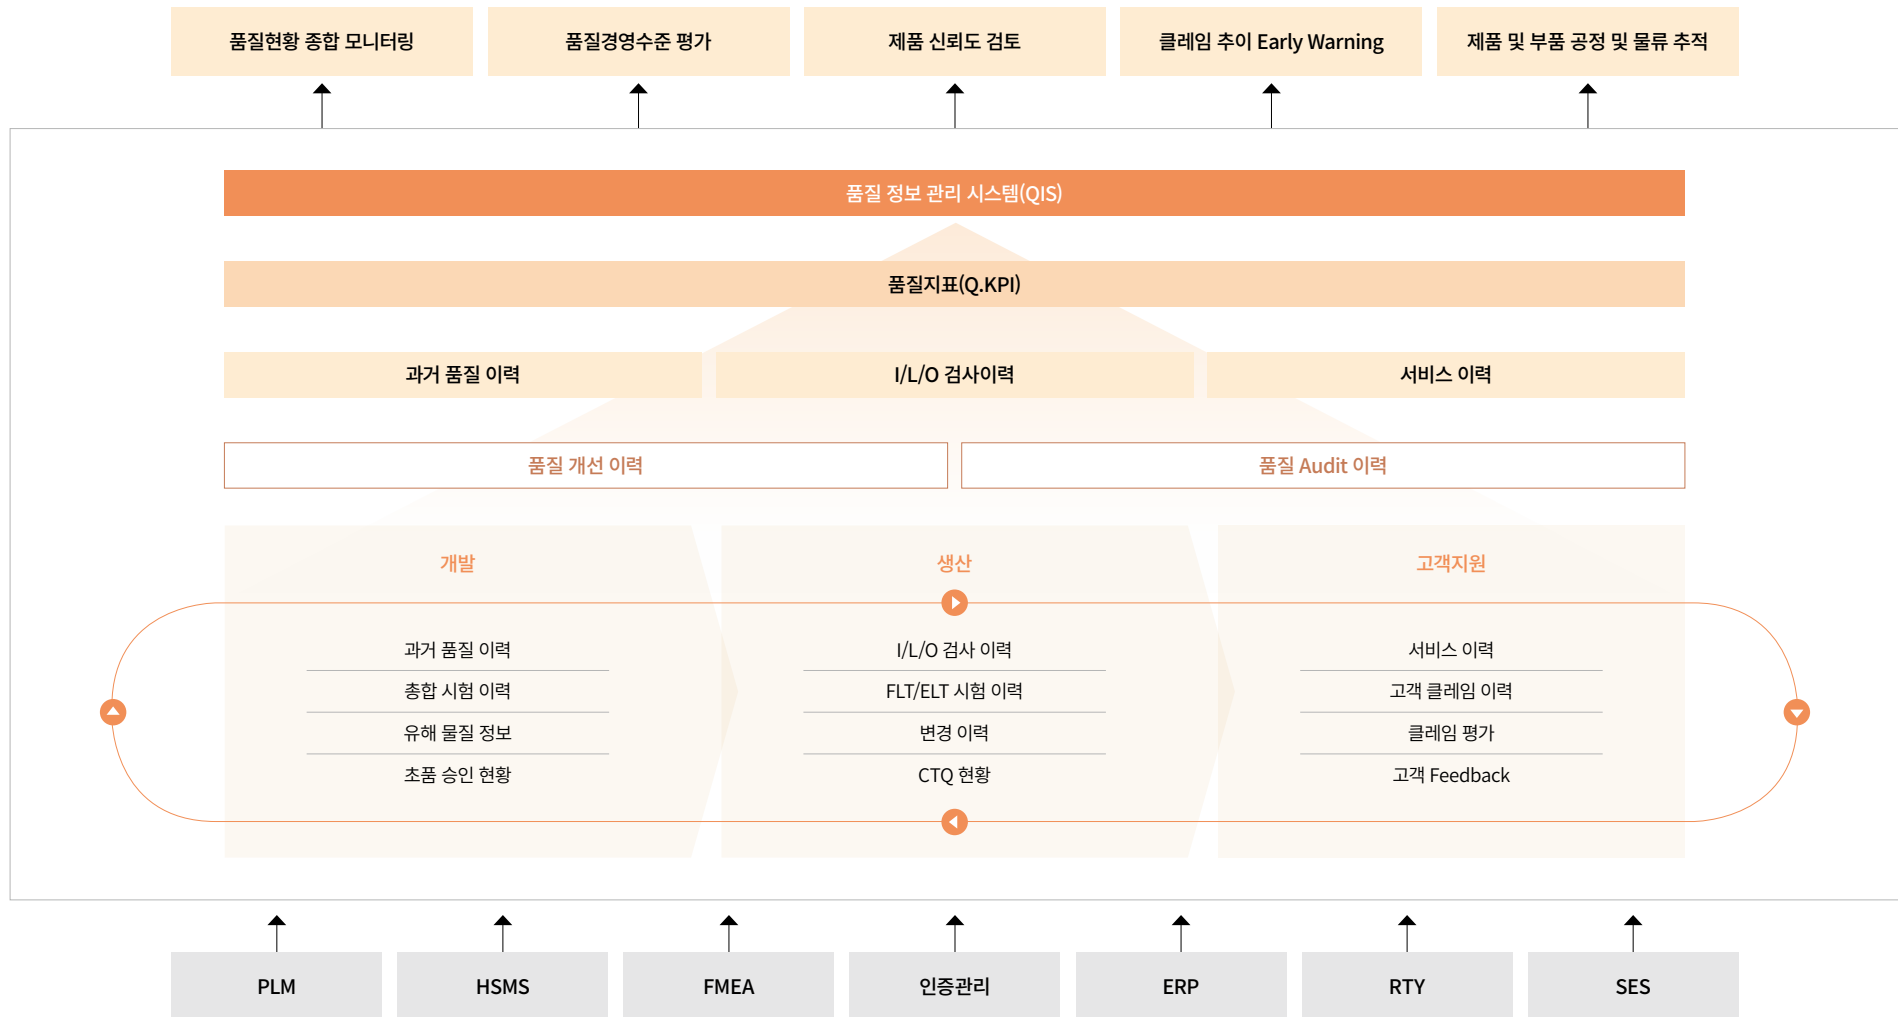 품질현황 종합 모니터링
품질경영수준 평가
제품 신뢰도 검토
클레임 추이 Early Warning
제품 및 부품 공정 및 물류 추적
품질 정보 관리 시스템(QIS)
품질지표(Q.KPI)
과거 품질 이력
I/L/O 검사이력
서비스 이력
품질 개선 이력
품질 Audit 이력
개발
과거 품질 이력
총합 시험 이력
유해 물질 정보
초품 승인 현황
생산
I/L/O 검사 이력
FLT/ELT 시험 이력
변경 이력
CTQ 현황
고객지원
서비스 이력
고객 클레임 이력
클레임 평가
고객 Feedback
PLM
HSMS
FMEA
인증관리
ERP
RTY
SES